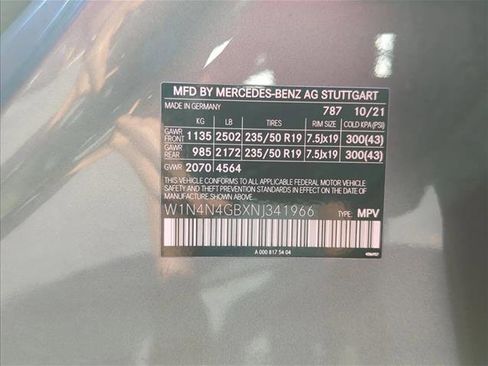 MFD BY MERCEDES-BENZ AG STUTTGART
MADE IN GERMANY 787 10/21
KG LB TIRES RIM SIZE COLD KPA (PSI)
GAWR FRONT 1135 2502 235/50 R19 7.5Jx19 300(43)
GAWR REAR 985 2172 235/50 R19 7.5Jx19 300(43)
GVWR 2070 4564
THIS VEHICLE CONFORMS TO ALL APPLICABLE FEDERAL MOTOR VEHICLE
SAFETY STANDARDS IN EFFECT ON THE DATE OF MANUFACTURE SHOWN
ABOVE.
W1N4N4GBXNJ341966 TYPE: MPV
A 000 817 54 04